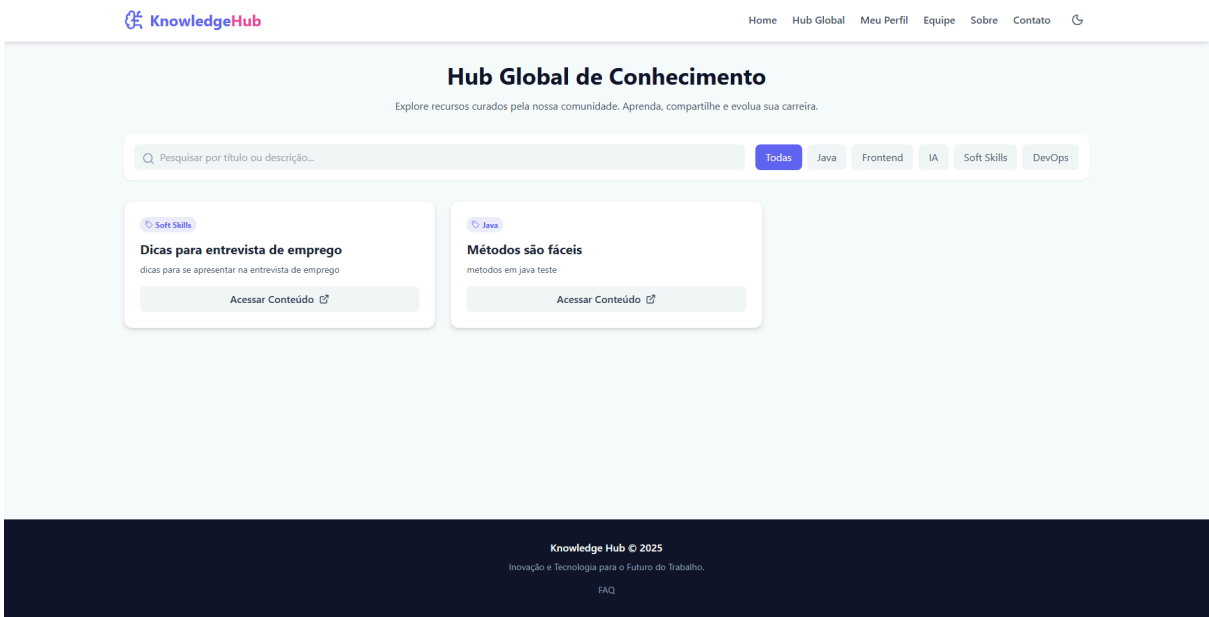 KnowledgeHub
Home Hub Global Meu Perfil Equipe Sobre Contato
Hub Global de Conhecimento
Explore recursos curados pela nossa comunidade. Aprenda, compartilhe e evolua sua carreira.
Pesquisar por título ou descrição...
Todas Java Frontend IA Soft Skills DevOps
Soft Skills
Dicas para entrevista de emprego
dicas para se apresentar na entrevista de emprego
Acessar Conteúdo
Java
Métodos são fáceis
metodos em java teste
Acessar Conteúdo
Knowledge Hub © 2025
Inovação e Tecnologia para o Futuro do Trabalho.
FAQ